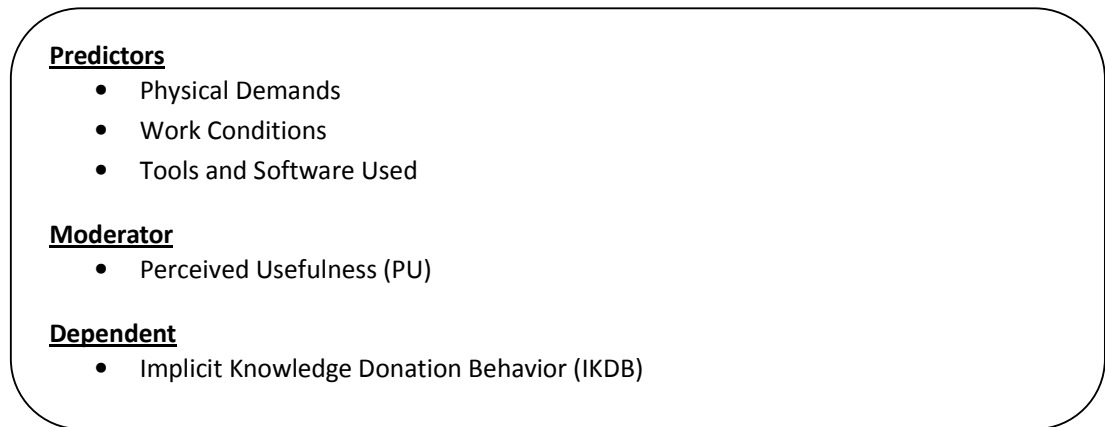 Predictors
• Physical Demands
• Work Conditions
• Tools and Software Used
Moderator
• Perceived Usefulness (PU)
Dependent
• Implicit Knowledge Donation Behavior (IKDB)